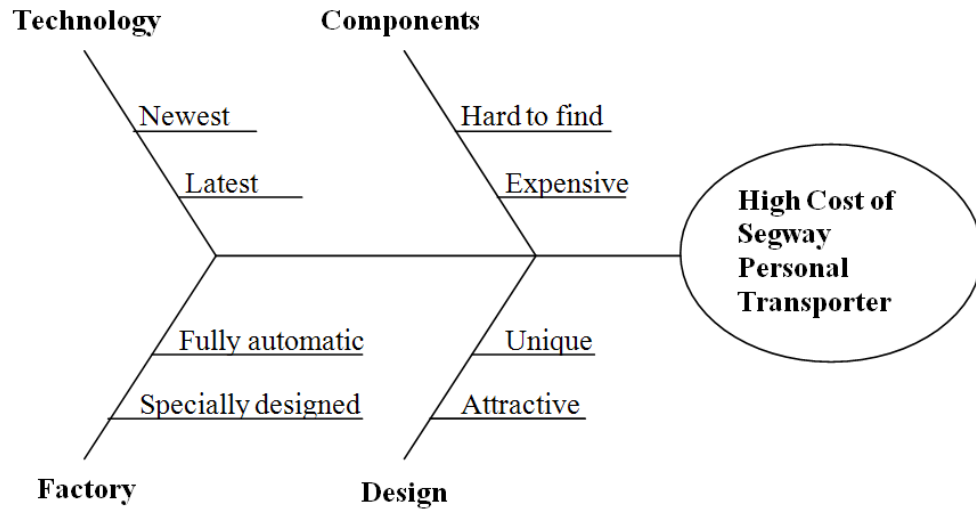 Technology
Components
Newest
Hard to find
Latest
Expensive
High Cost of
Segway
Personal
Transporter
Fully automatic
Unique
Specially designed
Attractive
Factory
Design